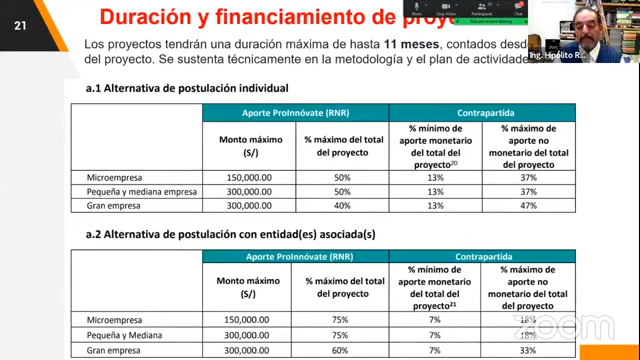 21
Duración y financiamiento de
Los proyectos tendrán una duración máxima de hasta 11 meses, contados
del proyecto. Se sustenta técnicamente en la metodología y el plan de
a.1 Alternativa de postulación individual
Aporte ProInnóvate (RNR) Contrapartida
Monto máximo (S/) % máximo del total del proyecto % mínimo de aporte monetario del total del proyecto20 % máximo de aporte no monetario del total del proyecto
Microempresa 150,000.00 50% 13% 37%
Pequeña y mediana empresa 300,000.00 50% 13% 37%
Gran empresa 300,000.00 40% 13% 47%
a.2 Alternativa de postulación con entidad(es) asociada(s)
Aporte ProInnóvate (RNR) Contrapartida
Monto máximo (S/) % máximo del total del proyecto % mínimo de aporte monetario del total del proyecto21 % máximo de aporte no monetario del total del proyecto
Microempresa 150,000.00 75% 7% 18%
Pequeña y Mediana 300,000.00 75% 7% 18%
Gran empresa 300,000.00 60% 7% 33%
Ing. Hipólito R...
zoom